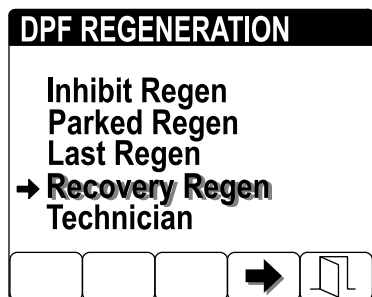 DPF REGENERATION
Inhibit Regen
Parked Regen
Last Regen
Recovery Regen
Technician